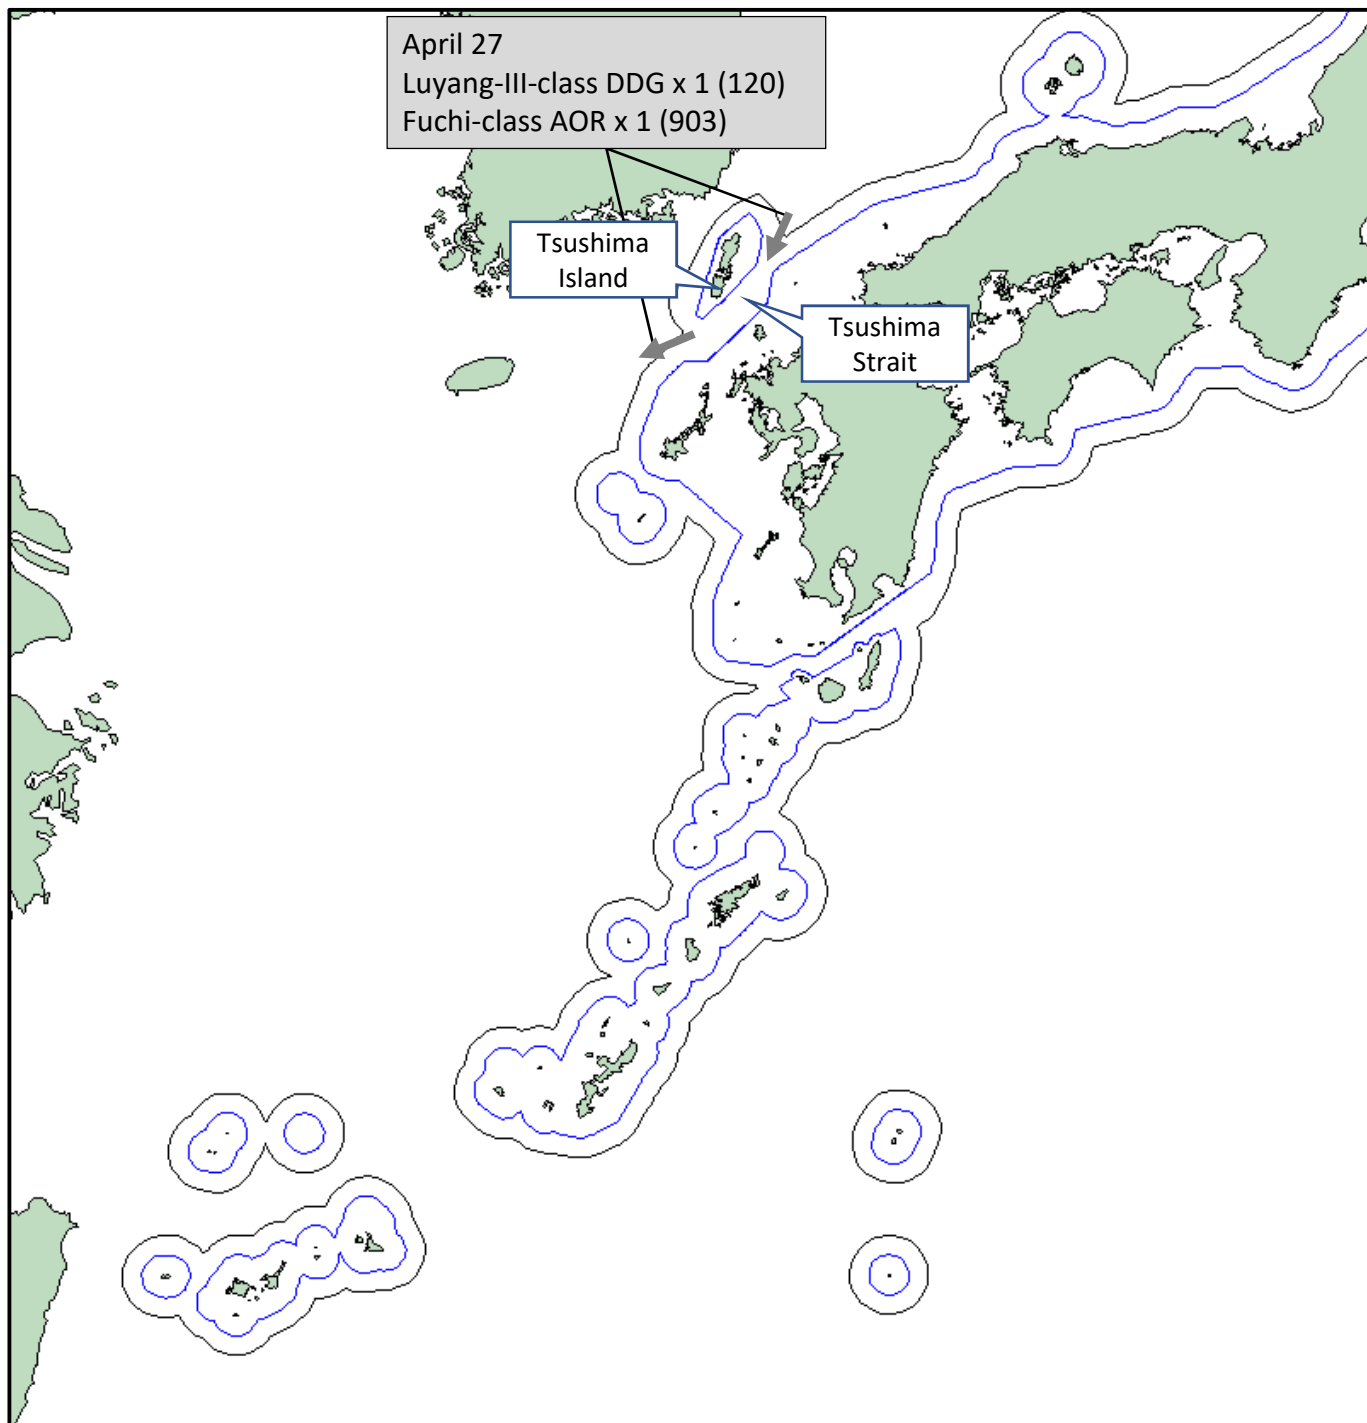 April 27
Luyang-III-class DDG x 1 (120)
Fuchi-class AOR x 1 (903)
Tsushima
Island
Tsushima
Strait